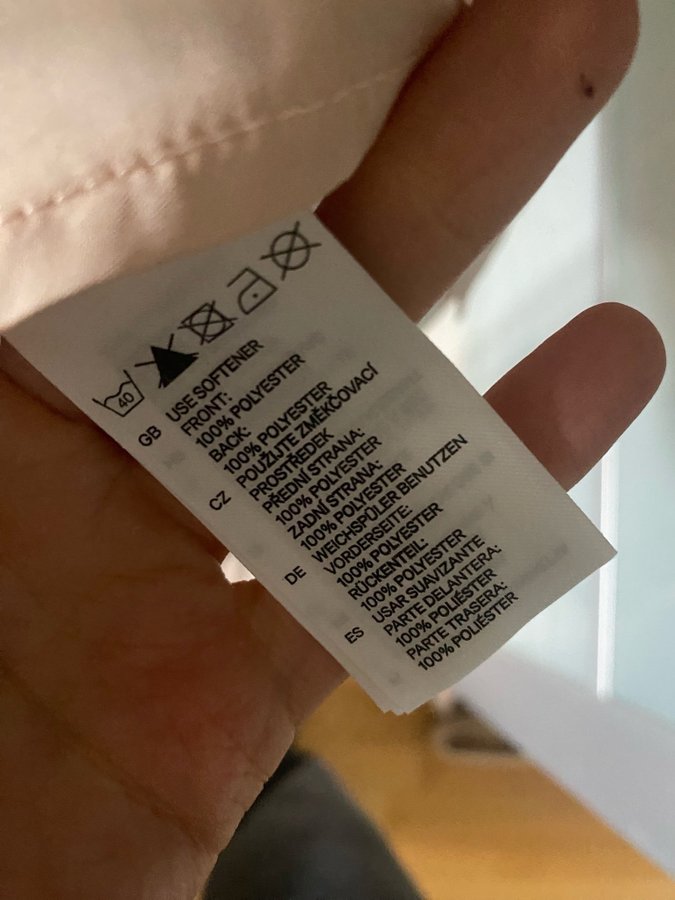 40
GB
USE SOFTENER
FRONT:
100% POLYESTER
BACK:
100% POLYESTER
CZ
POUŽIJTE ZMĚKČOVACÍ
PROSTŘEDEK
PŘEDNÍ STRANA:
100% POLYESTER
ZADNÍ STRANA:
100% POLYESTER
DE
WEICHSPÜLER BENUTZEN
VORDERSEITE:
100% POLYESTER
RÜCKENTEIL:
100% POLYESTER
ES
USAR SUAVIZANTE
PARTE DELANTERA:
100% POLIÉSTER
PARTE TRASERA:
100% POLIÉSTER